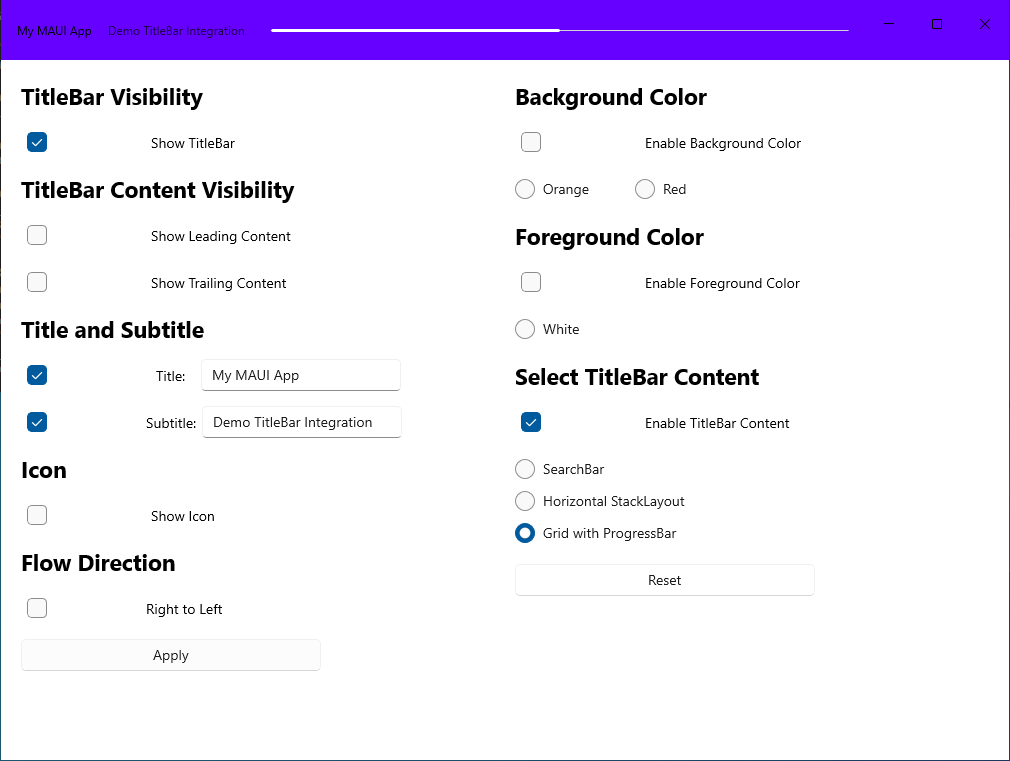 My MAUI App Demo TitleBar Integration
TitleBar Visibility
Show TitleBar
TitleBar Content Visibility
Show Leading Content
Show Trailing Content
Title and Subtitle
Title: My MAUI App
Subtitle: Demo TitleBar Integration
Icon
Show Icon
Flow Direction
Right to Left
Apply
Background Color
Enable Background Color
Orange Red
Foreground Color
Enable Foreground Color
White
Select TitleBar Content
Enable TitleBar Content
SearchBar
Horizontal StackLayout
Grid with ProgressBar
Reset